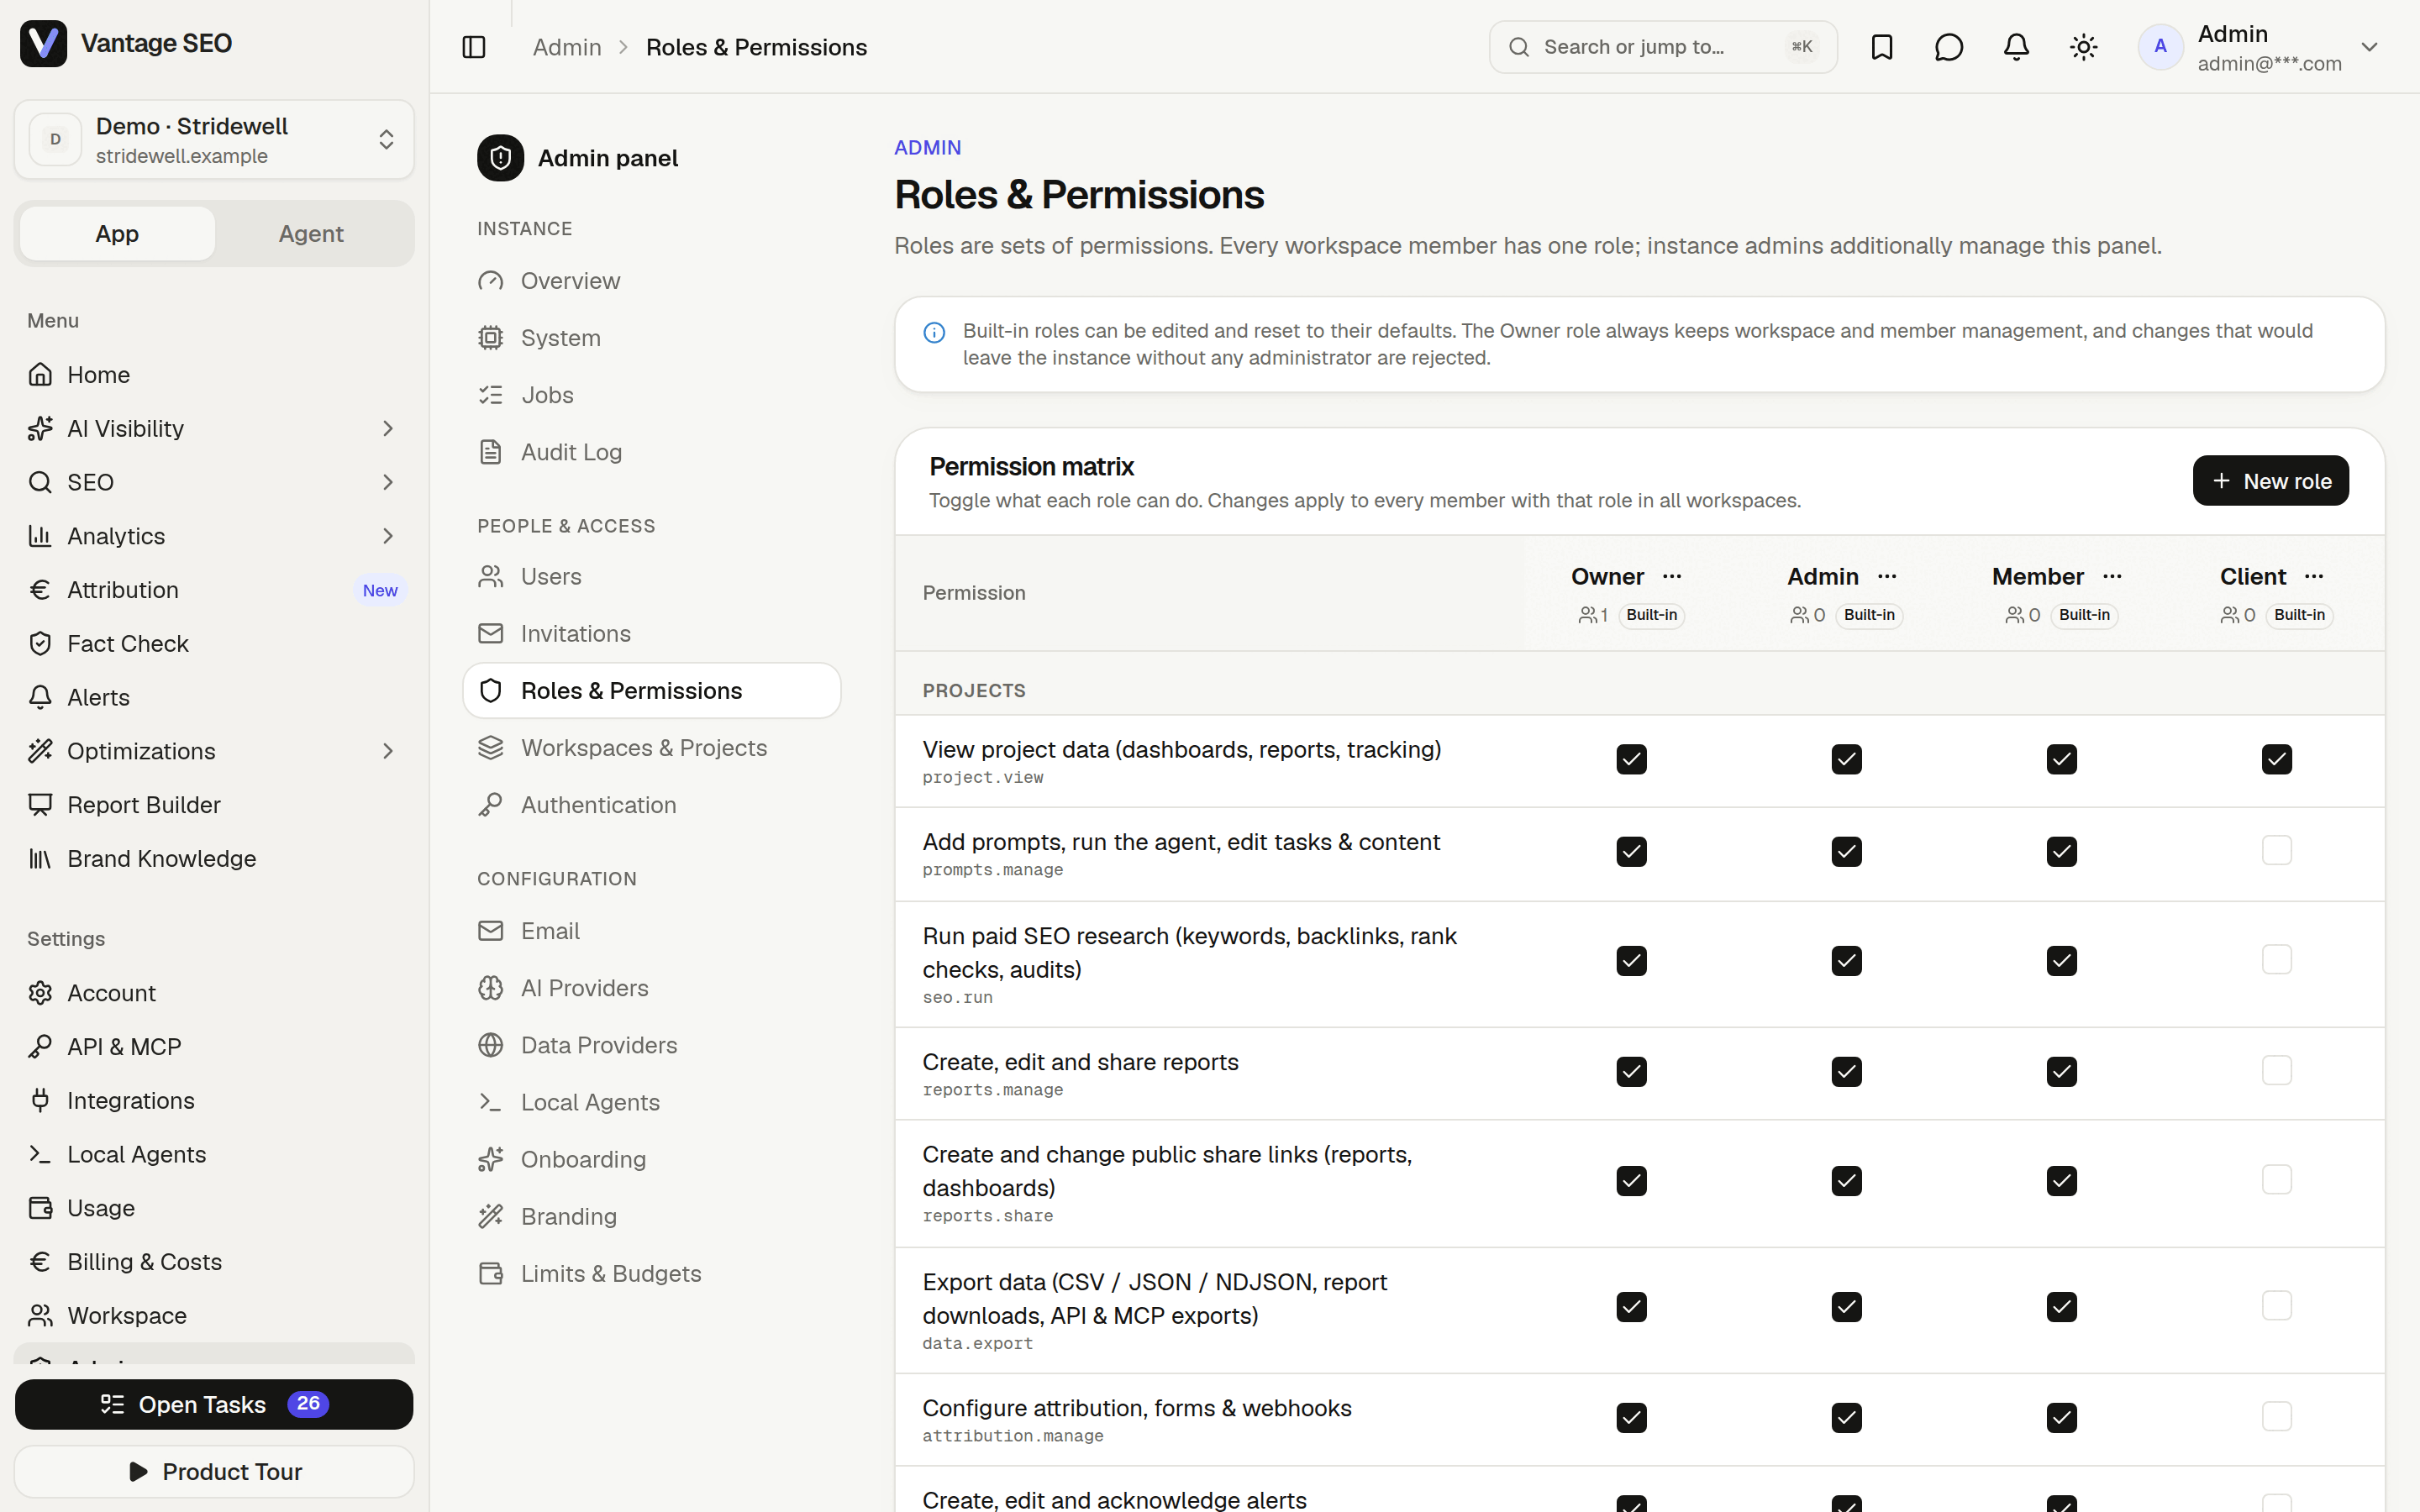 Vantage SEO
D
Demo · Stridewell
stridewell.example
App
Agent
Menu
Home
AI Visibility
SEO
Analytics
Attribution
New
Fact Check
Alerts
Optimizations
Report Builder
Brand Knowledge
Settings
Account
API & MCP
Integrations
Local Agents
Usage
Billing & Costs
Workspace
Open Tasks
26
Product Tour
Admin
Roles & Permissions
Search or jump to...
⌘K
A
Admin
admin@***.com
Admin panel
INSTANCE
Overview
System
Jobs
Audit Log
PEOPLE & ACCESS
Users
Invitations
Roles & Permissions
Workspaces & Projects
Authentication
CONFIGURATION
Email
AI Providers
Data Providers
Local Agents
Onboarding
Branding
Limits & Budgets
ADMIN
Roles & Permissions
Roles are sets of permissions. Every workspace member has one role; instance admins additionally manage this panel.
Built-in roles can be edited and reset to their defaults. The Owner role always keeps workspace and member management, and changes that would
leave the instance without any administrator are rejected.
Permission matrix
Toggle what each role can do. Changes apply to every member with that role in all workspaces.
New role
Permission
Owner
1 Built-in
Admin
0 Built-in
Member
0 Built-in
Client
0 Built-in
PROJECTS
View project data (dashboards, reports, tracking)
project.view
Add prompts, run the agent, edit tasks & content
prompts.manage
Run paid SEO research (keywords, backlinks, rank
checks, audits)
seo.run
Create, edit and share reports
reports.manage
Create and change public share links (reports,
dashboards)
reports.share
Export data (CSV / JSON / NDJSON, report
downloads, API & MCP exports)
data.export
Configure attribution, forms & webhooks
attribution.manage
Create, edit and acknowledge alerts